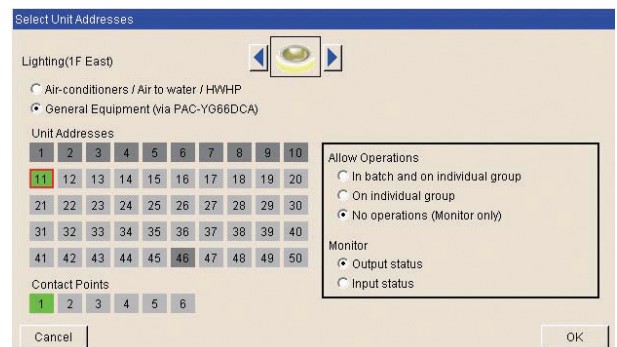 Select Unit Addresses
Lighting(1F East)
Air-conditioners / Air to water / HWHP
General Equipment (via PAC-YG66DCA)
Unit Addresses
1 2 3 4 5 6 7 8 9 10
11 12 13 14 15 16 17 18 19 20
21 22 23 24 25 26 27 28 29 30
31 32 33 34 35 36 37 38 39 40
41 42 43 44 45 46 47 48 49 50
Contact Points
1 2 3 4 5 6
Allow Operations
In batch and on individual group
On individual group
No operations (Monitor only)
Monitor
Output status
Input status
Cancel
OK